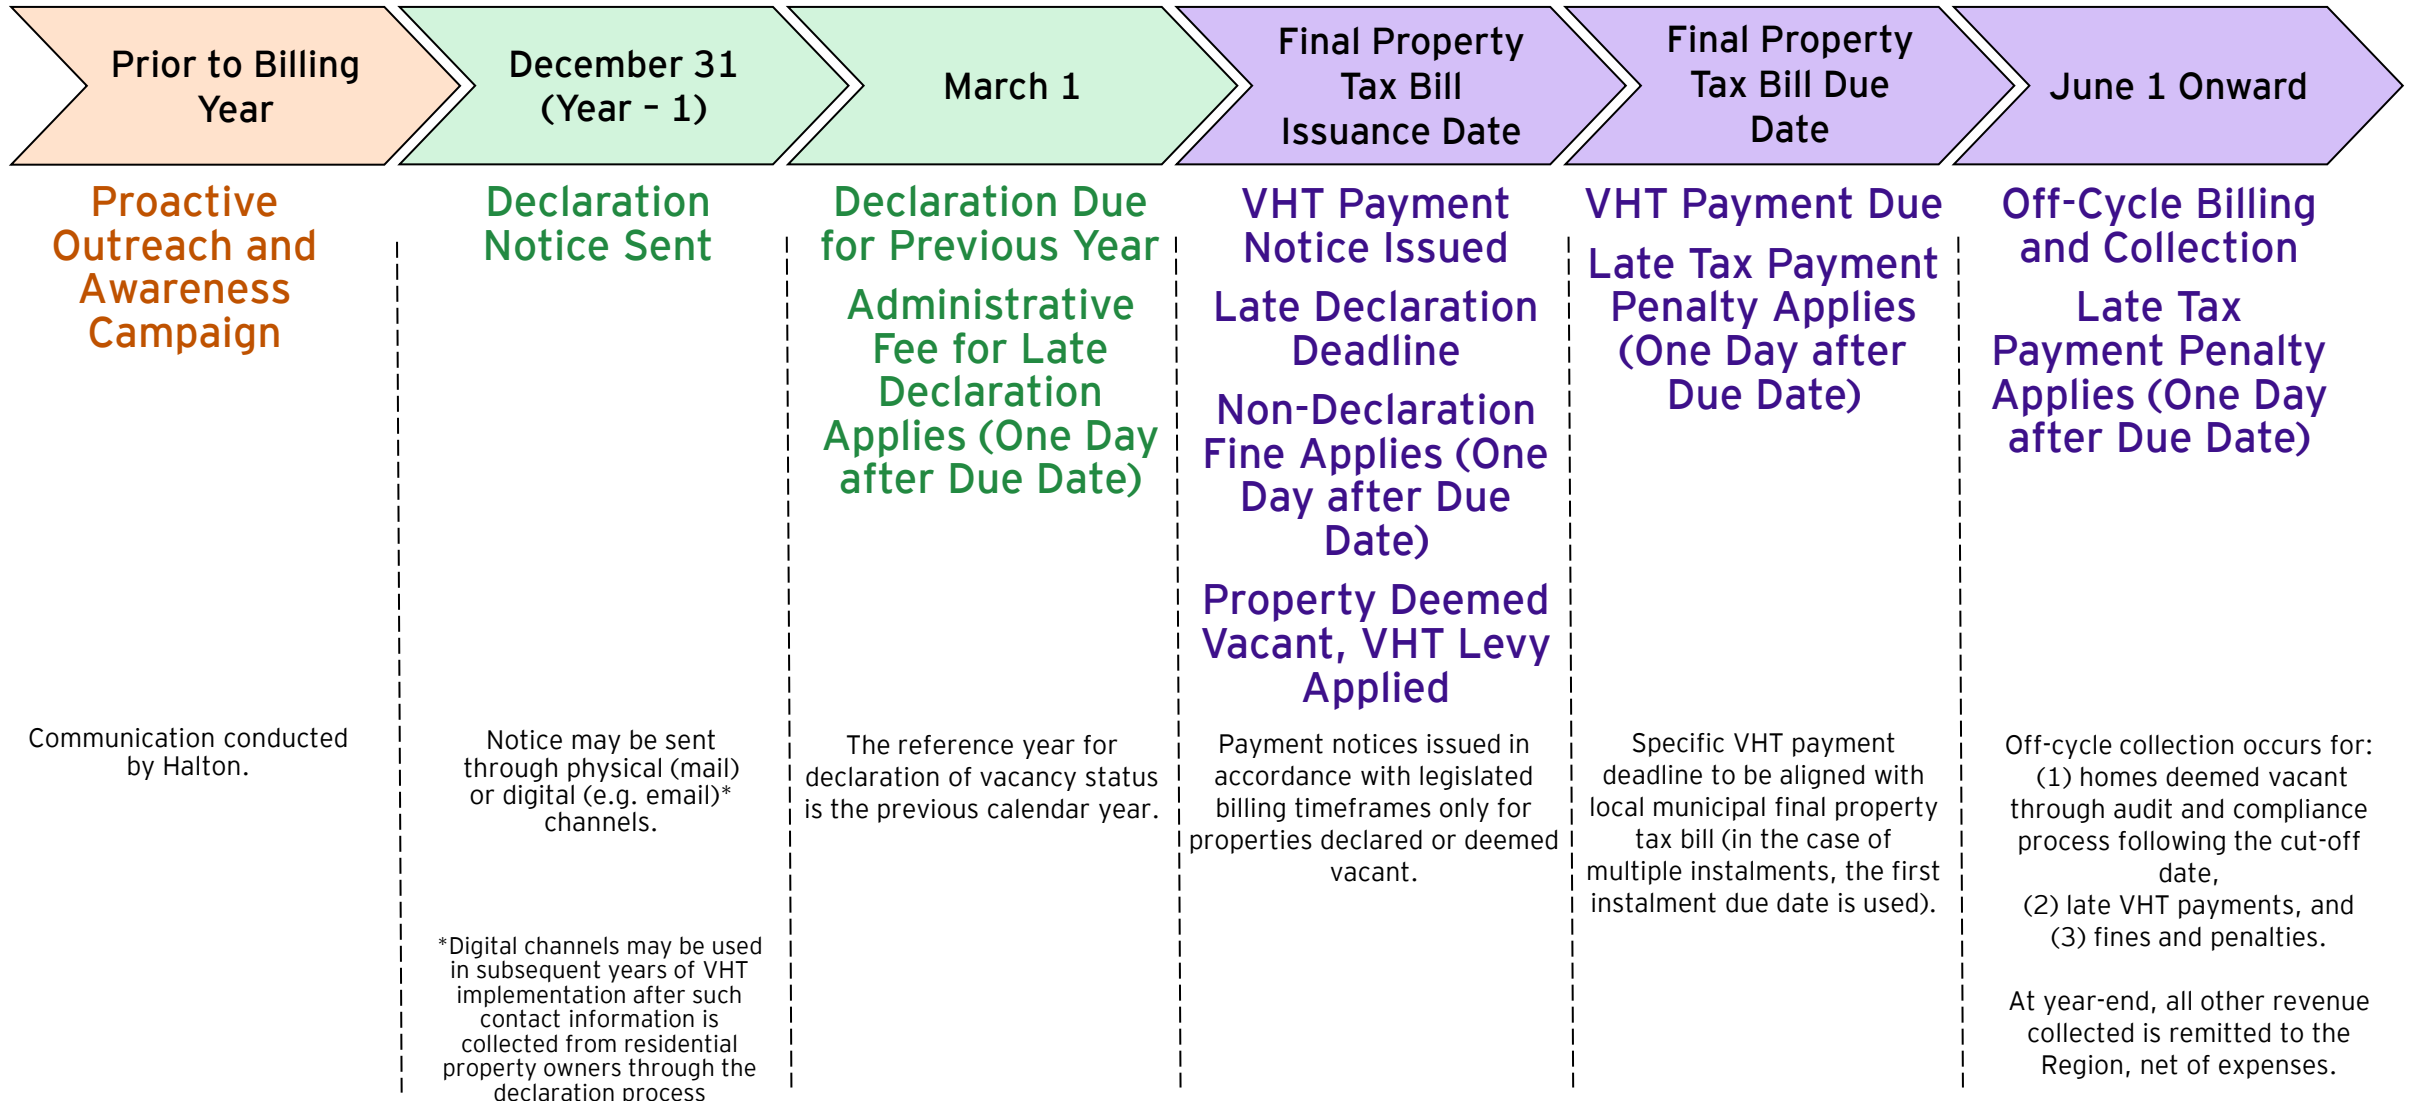 Prior to Billing
Year
December 31
(Year – 1)
March 1
Final Property
Tax Bill
Issuance Date
Final Property
Tax Bill Due
Date
June 1 Onward
Proactive
Outreach and
Awareness
Campaign
Communication conducted
by Halton.
Declaration
Notice Sent
Notice may be sent
through physical (mail)
or digital (e.g. email)*
channels.
*Digital channels may be used
in subsequent years of VHT
implementation after such
contact information is
collected from residential
property owners through the
declaration process
Declaration Due
for Previous Year
Administrative
Fee for Late
Declaration
Applies (One Day
after Due Date)
The reference year for
declaration of vacancy status
is the previous calendar year.
VHT Payment
Notice Issued
Late Declaration
Deadline
Non-Declaration
Fine Applies (One
Day after Due
Date)
Property Deemed
Vacant, VHT Levy
Applied
Payment notices issued in
accordance with legislated
billing timeframes only for
properties declared or deemed
vacant.
VHT Payment Due
Late Tax Payment
Penalty Applies
(One Day after
Due Date)
Specific VHT payment
deadline to be aligned with
local municipal final property
tax bill (in the case of
multiple instalments, the first
instalment due date is used).
Off-Cycle Billing
and Collection
Late Tax
Payment Penalty
Applies (One Day
after Due Date)
Off-cycle collection occurs for:
(1) homes deemed vacant
through audit and compliance
process following the cut-off
date,
(2) late VHT payments, and
(3) fines and penalties.
At year-end, all other revenue
collected is remitted to the
Region, net of expenses.